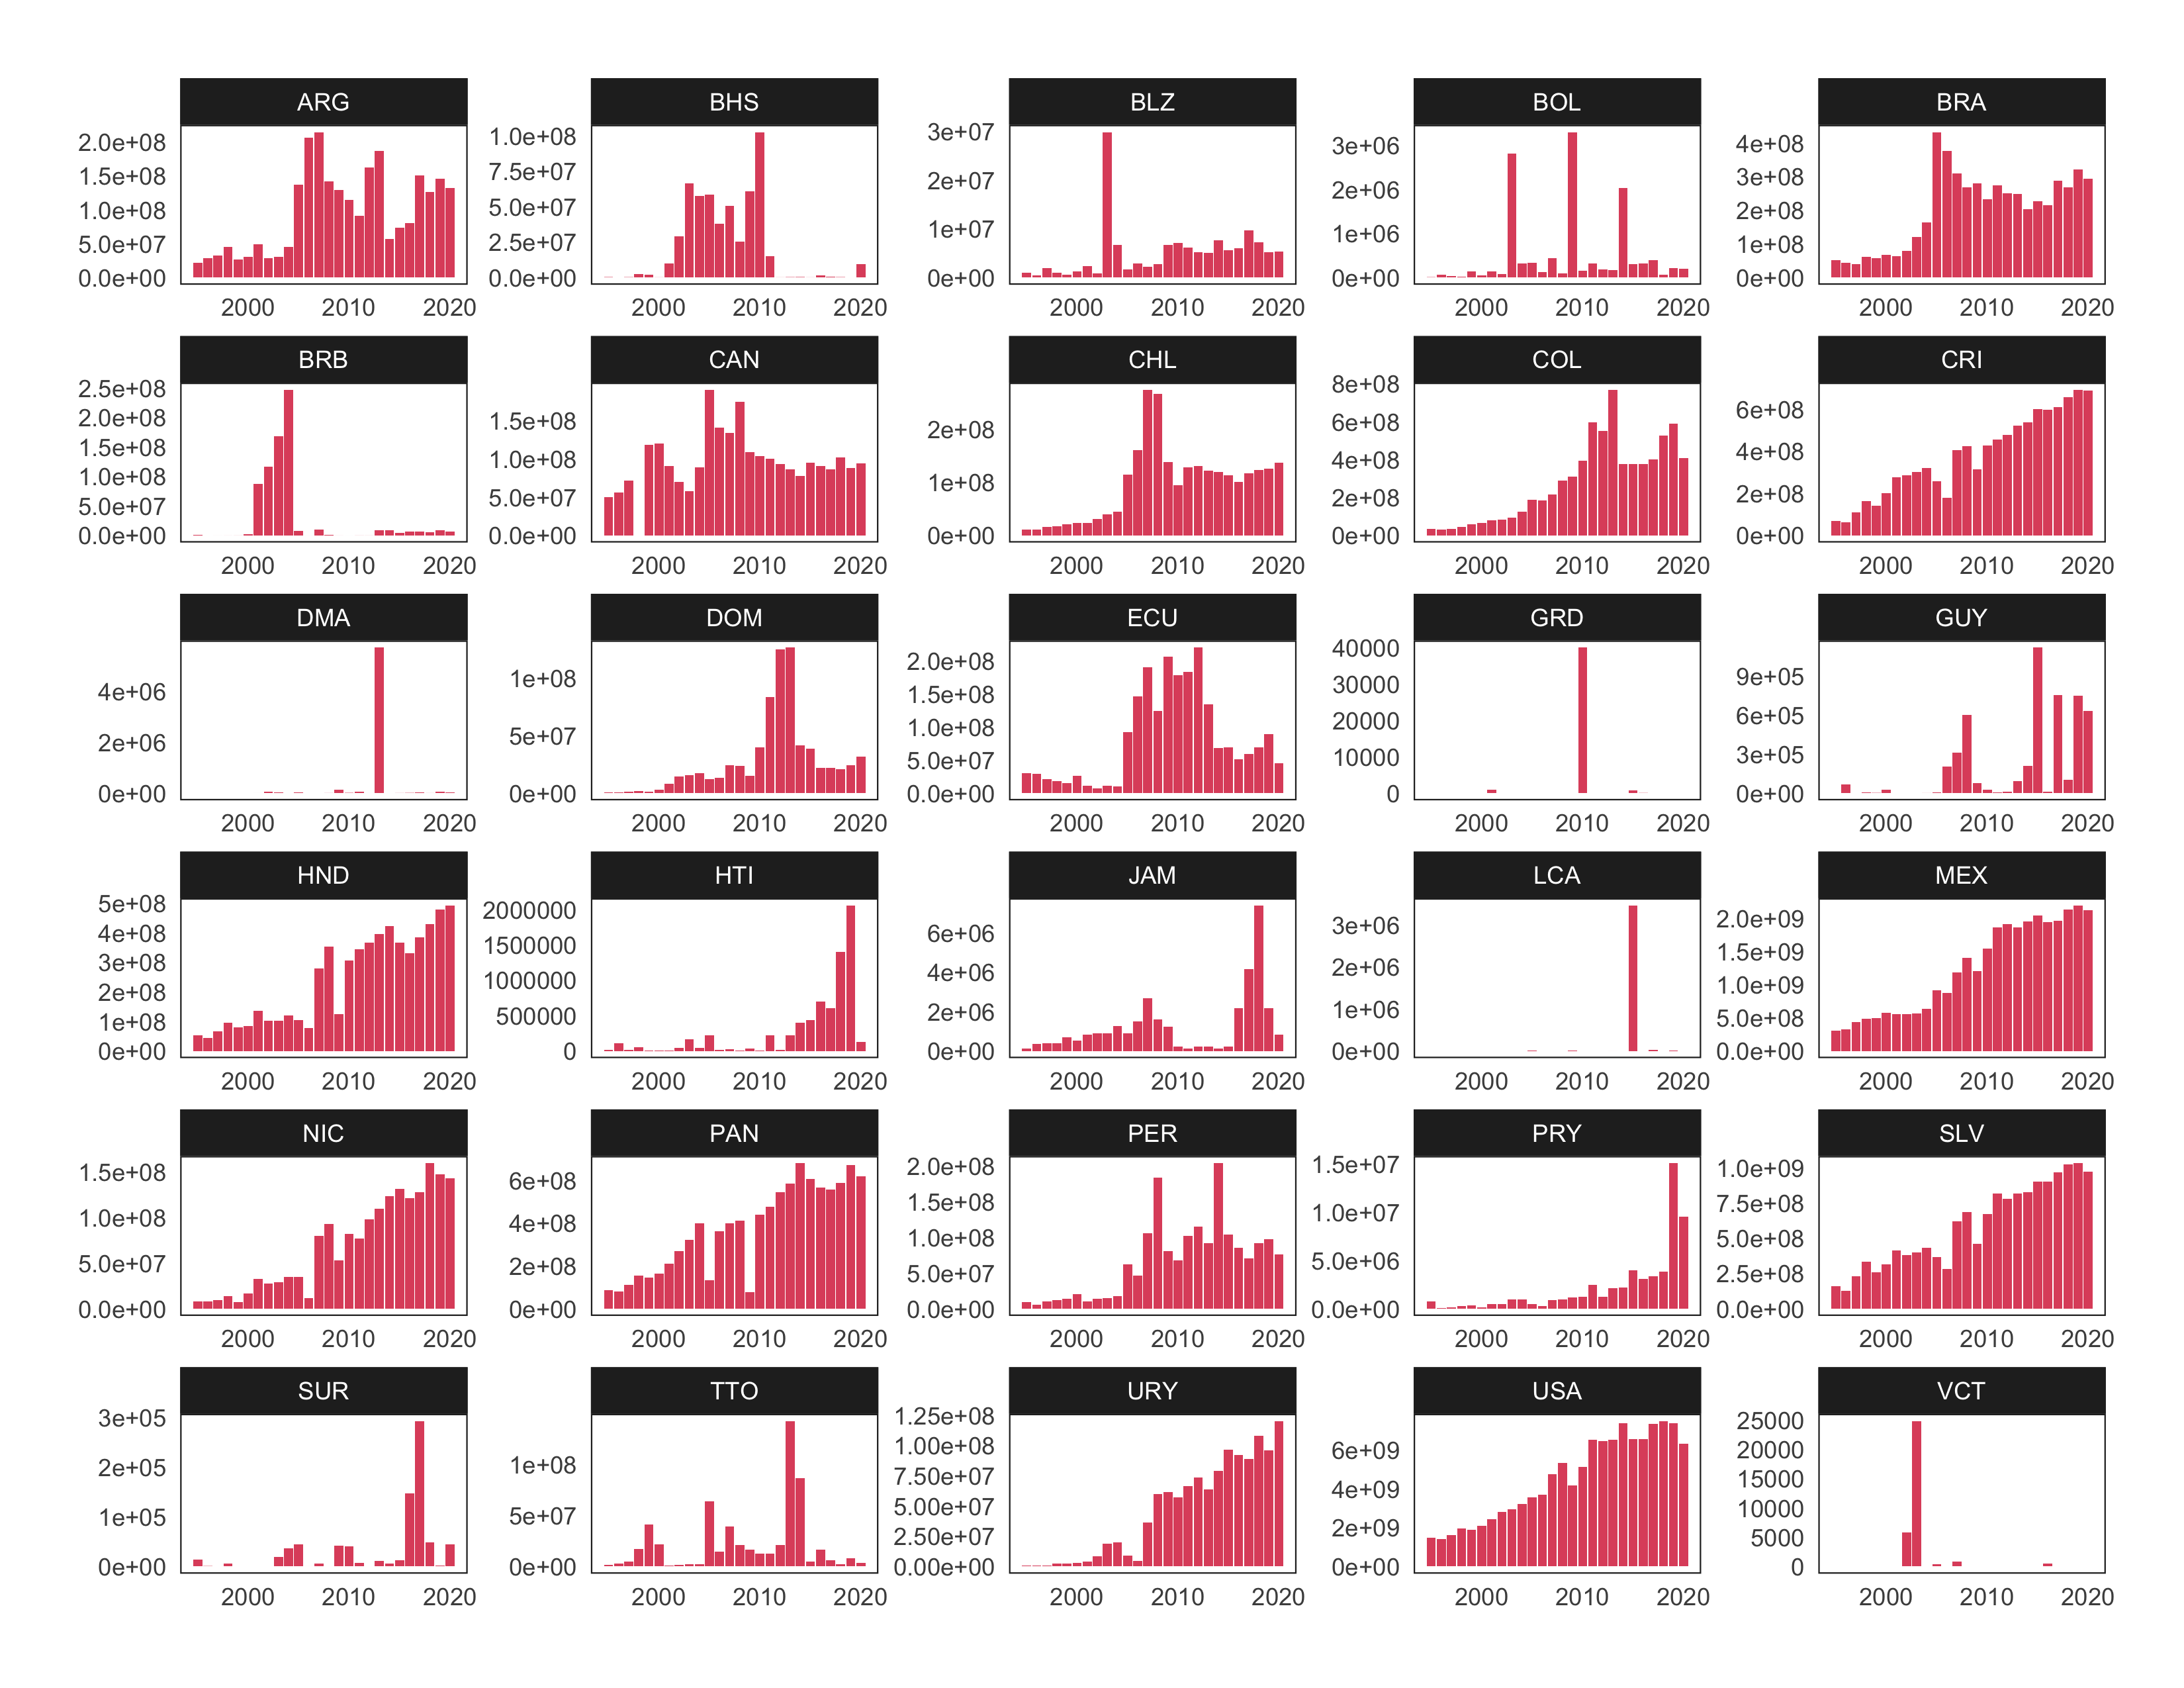 ARG BHS BLZ BOL BRA
2.0e+08
1.5e+08
1.0e+08
5.0e+07
0.0e+00
1.0e+08
7.5e+07
5.0e+07
2.5e+07
0.0e+00
3e+07
2e+07
1e+07
0e+00
3e+06
2e+06
1e+06
0e+00
4e+08
3e+08
2e+08
1e+08
0e+00
2000 2010 2020 2000 2010 2020 2000 2010 2020 2000 2010 2020 2000 2010 2020
BRB CAN CHL COL CRI
2.5e+08
2.0e+08
1.5e+08
1.0e+08
5.0e+07
0.0e+00
1.5e+08
1.0e+08
5.0e+07
0.0e+00
2e+08
1e+08
0e+00
8e+08
6e+08
4e+08
2e+08
0e+00
6e+08
4e+08
2e+08
0e+00
2000 2010 2020 2000 2010 2020 2000 2010 2020 2000 2010 2020 2000 2010 2020
DMA DOM ECU GRD GUY
4e+06
2e+06
0e+00
1e+08
5e+07
0e+00
2.0e+08
1.5e+08
1.0e+08
5.0e+07
0.0e+00
40000
30000
20000
10000
0
9e+05
6e+05
3e+05
0e+00
2000 2010 2020 2000 2010 2020 2000 2010 2020 2000 2010 2020 2000 2010 2020
HND HTI JAM LCA MEX
5e+08
4e+08
3e+08
2e+08
1e+08
0e+00
2000000
1500000
1000000
500000
0
6e+06
4e+06
2e+06
0e+00
3e+06
2e+06
1e+06
0e+00
2.0e+09
1.5e+09
1.0e+09
5.0e+08
0.0e+00
2000 2010 2020 2000 2010 2020 2000 2010 2020 2000 2010 2020 2000 2010 2020
NIC PAN PER PRY SLV
1.5e+08
1.0e+08
5.0e+07
0.0e+00
6e+08
4e+08
2e+08
0e+00
2.0e+08
1.5e+08
1.0e+08
5.0e+07
0.0e+00
1.5e+07
1.0e+07
5.0e+06
0.0e+00
1.0e+09
7.5e+08
5.0e+08
2.5e+08
0.0e+00
2000 2010 2020 2000 2010 2020 2000 2010 2020 2000 2010 2020 2000 2010 2020
SUR TTO URY USA VCT
3e+05
2e+05
1e+05
0e+00
1e+08
5e+07
0e+00
1.25e+08
1.00e+08
7.50e+07
5.00e+07
2.50e+07
0.00e+00
6e+09
4e+09
2e+09
0e+00
25000
20000
15000
10000
5000
0
2000 2010 2020 2000 2010 2020 2000 2010 2020 2000 2010 2020 2000 2010 2020